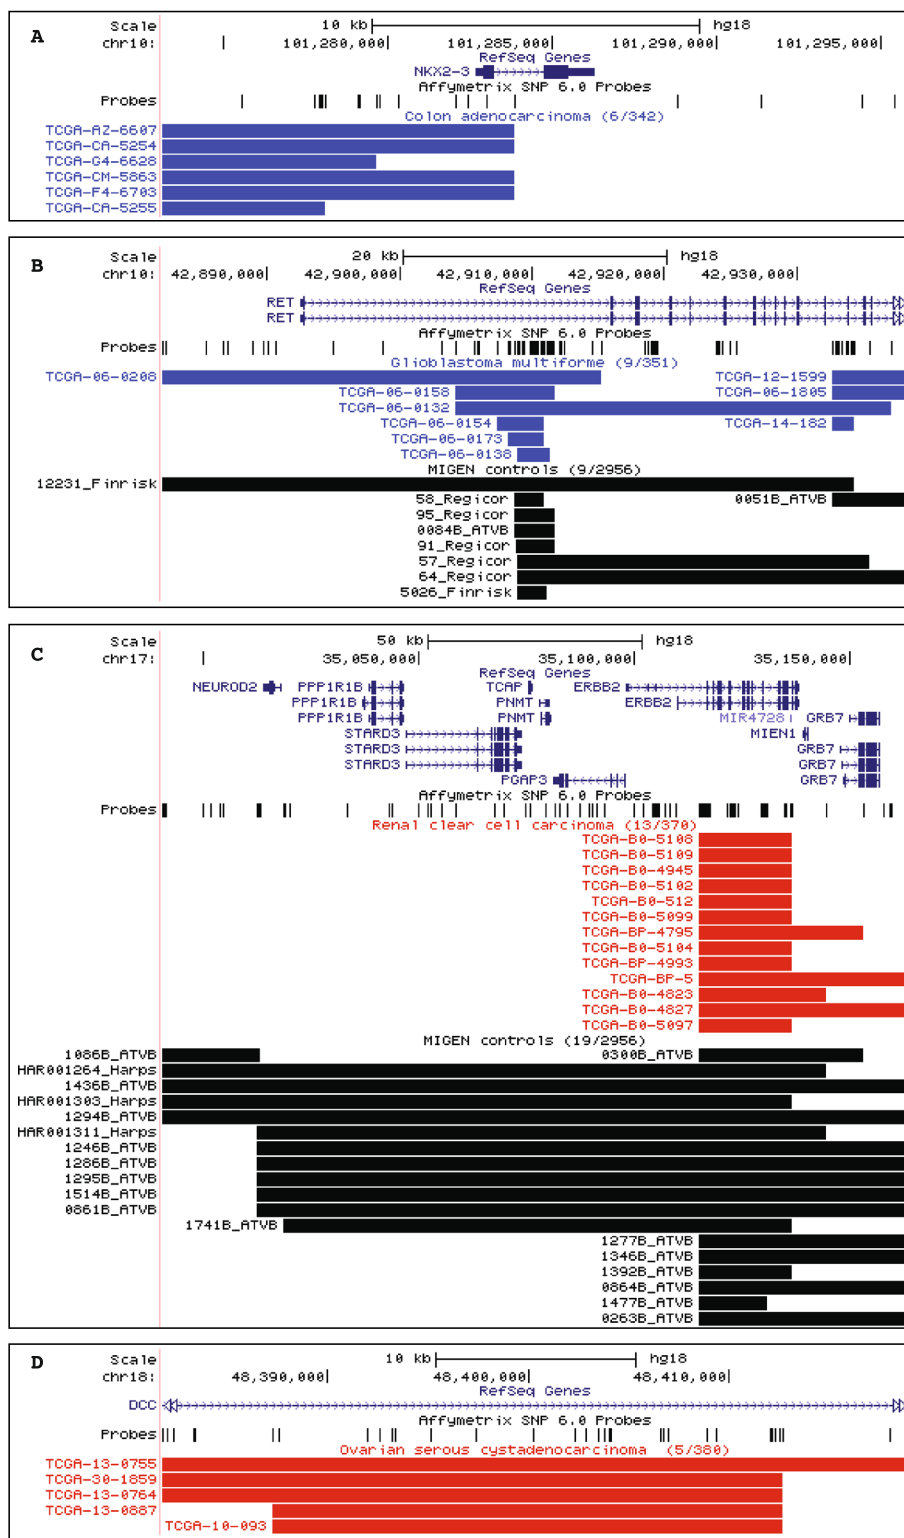 A
Scale 10 kb hg18
chr10: 101,280,000 101,285,000 101,290,000 101,295,000
RefSeq Genes
NKX2-3
Affymetrix SNP 6.0 Probes
Probes
Colon adenocarcinoma (6/342)
TCGA-AZ-6607
TCGA-CA-5254
TCGA-G4-6628
TCGA-CM-5863
TCGA-F4-6703
TCGA-CA-5255
B
Scale 20 kb hg18
chr10: 42,890,000 42,900,000 42,910,000 42,920,000 42,930,000
RefSeq Genes
RET
RET
Affymetrix SNP 6.0 Probes
Probes
Glioblastoma multiforme (9/351)
TCGA-06-0208 TCGA-12-1599
TCGA-06-0158 TCGA-06-1805
TCGA-06-0132
TCGA-06-0154 TCGA-14-182
TCGA-06-0173
TCGA-06-0138
MIGEN controls (9/2956)
12231_Finrisk
58_Regicor 0051B_ATVB
95_Regicor
0084B_ATVB
91_Regicor
57_Regicor
64_Regicor
5026_Finrisk
C
Scale 50 kb hg18
chr17: 35,050,000 35,100,000 35,150,000
RefSeq Genes
NEUROD2 PPP1R1B TCAP ERBB2
PPP1R1B PNMT ERBB2
PPP1R1B PNMT MIR4728 GRB7
STARD3 MIEN1
STARD3 GRB7
STARD3 GRB7
PGAP3 GRB7
Affymetrix SNP 6.0 Probes
Probes
Renal clear cell carcinoma (13/370)
TCGA-B0-5108
TCGA-B0-5109
TCGA-B0-4945
TCGA-B0-5102
TCGA-B0-512
TCGA-B0-5099
TCGA-BP-4795
TCGA-B0-5104
TCGA-BP-4993
TCGA-BP-5
TCGA-B0-4823
TCGA-B0-4827
TCGA-B0-5097
MIGEN controls (19/2956)
1086B_ATVB 0300B_ATVB
HAR001264_Harps
1436B_ATVB
HAR001303_Harps
1294B_ATVB
HAR001311_Harps
1246B_ATVB
1286B_ATVB
1295B_ATVB
1514B_ATVB
0861B_ATVB
1741B_ATVB
1277B_ATVB
1346B_ATVB
1392B_ATVB
0864B_ATVB
1477B_ATVB
0263B_ATVB
D
Scale 10 kb hg18
chr18: 48,390,000 48,400,000 48,410,000
RefSeq Genes
DCC
Affymetrix SNP 6.0 Probes
Probes
Ovarian serous cystadenocarcinoma (5/380)
TCGA-13-0755
TCGA-30-1859
TCGA-13-0764
TCGA-13-0887
TCGA-10-093